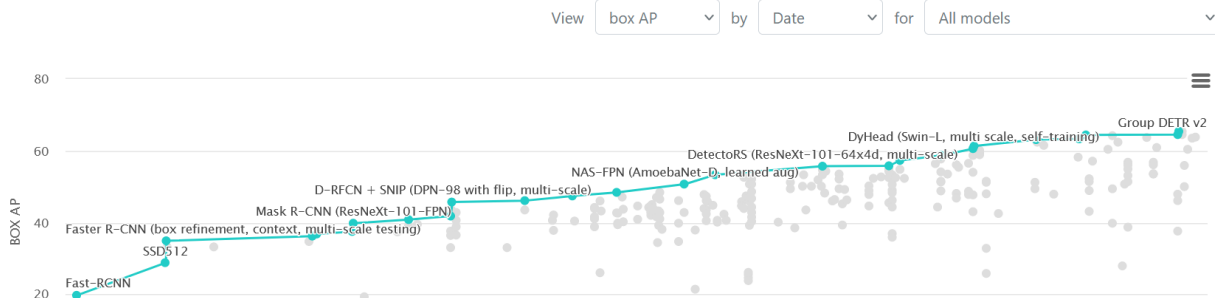 View box AP by Date for All models
80
Group DETR v2
DyHead (Swin-L, multi scale, self-training)
60
DetectoRS (ResNeXt-101-64x4d, multi-scale)
NAS-FPN (AmoebaNet-D, learned aug)
D-RFCN + SNIP (DPN-98 with flip, multi-scale)
Mask R-CNN (ResNeXt-101-FPN)
40
Faster R-CNN (box refinement, context, multi-scale testing)
SSD512
Fast-RCNN
20
BOX AP